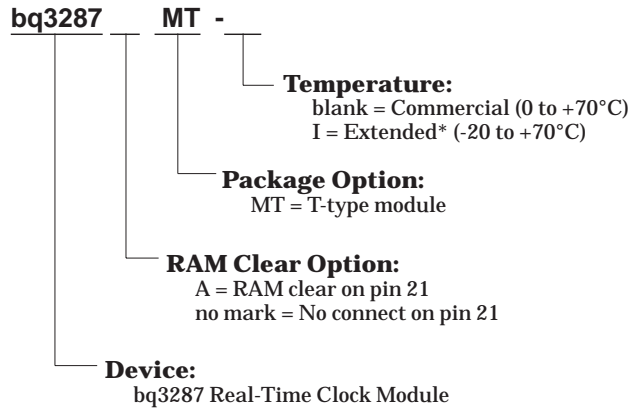 bq3287 MT -
Temperature:
blank = Commercial (0 to +70°C)
I = Extended* (-20 to +70°C)
Package Option:
MT = T-type module
RAM Clear Option:
A = RAM clear on pin 21
no mark = No connect on pin 21
Device:
bq3287 Real-Time Clock Module